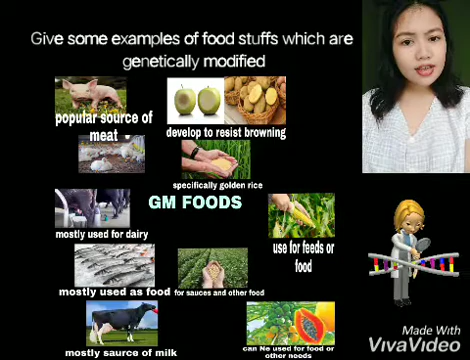 Give some examples of food stuffs which are
genetically modified
popular source of
meat
develop to resist browning
specifically golden rice
GM FOODS
mostly used for dairy
use for feeds or
food
mostly used as food
for sauces and other food
mostly saurce of milk
can Ne used for food or
other needs
Made With
VivaVideo